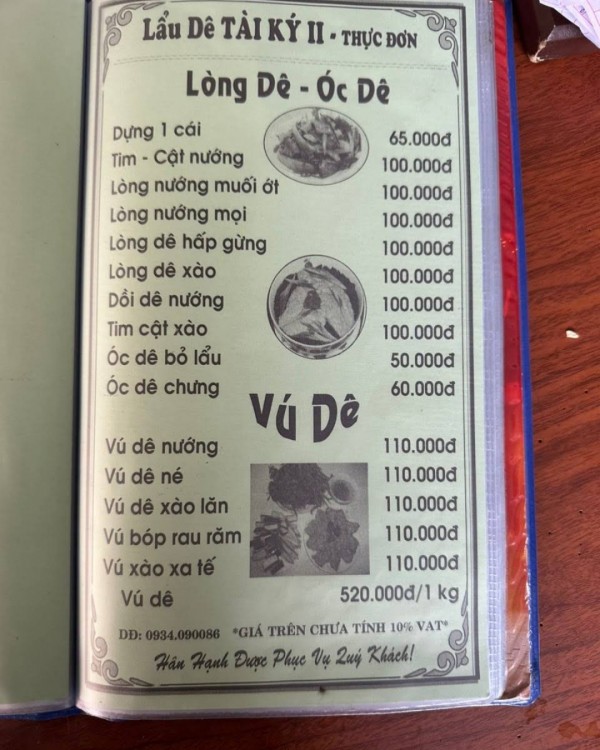 Lẩu Dê TÀI KÝ II - THỰC ĐƠN
Lòng Dê - Óc Dê
Dựng 1 cái 65.000đ
Tim - Cật nướng 100.000đ
Lòng nướng muối ớt 100.000đ
Lòng nướng mọi 100.000đ
Lòng dê hấp gừng 100.000đ
Lòng dê xào 100.000đ
Dồi dê nướng 100.000đ
Tim cật xào 100.000đ
Óc dê bỏ lẩu 50.000đ
Óc dê chưng 60.000đ
Vú Dê
Vú dê nướng 110.000đ
Vú dê né 110.000đ
Vú dê xào lăn 110.000đ
Vú bóp rau răm 110.000đ
Vú xào xa tế 110.000đ
Vú dê 520.000đ/1 kg
DĐ: 0934.090086 *GIÁ TRÊN CHƯA TÍNH 10% VAT*
Hân Hạnh Được Phục Vụ Quý Khách!